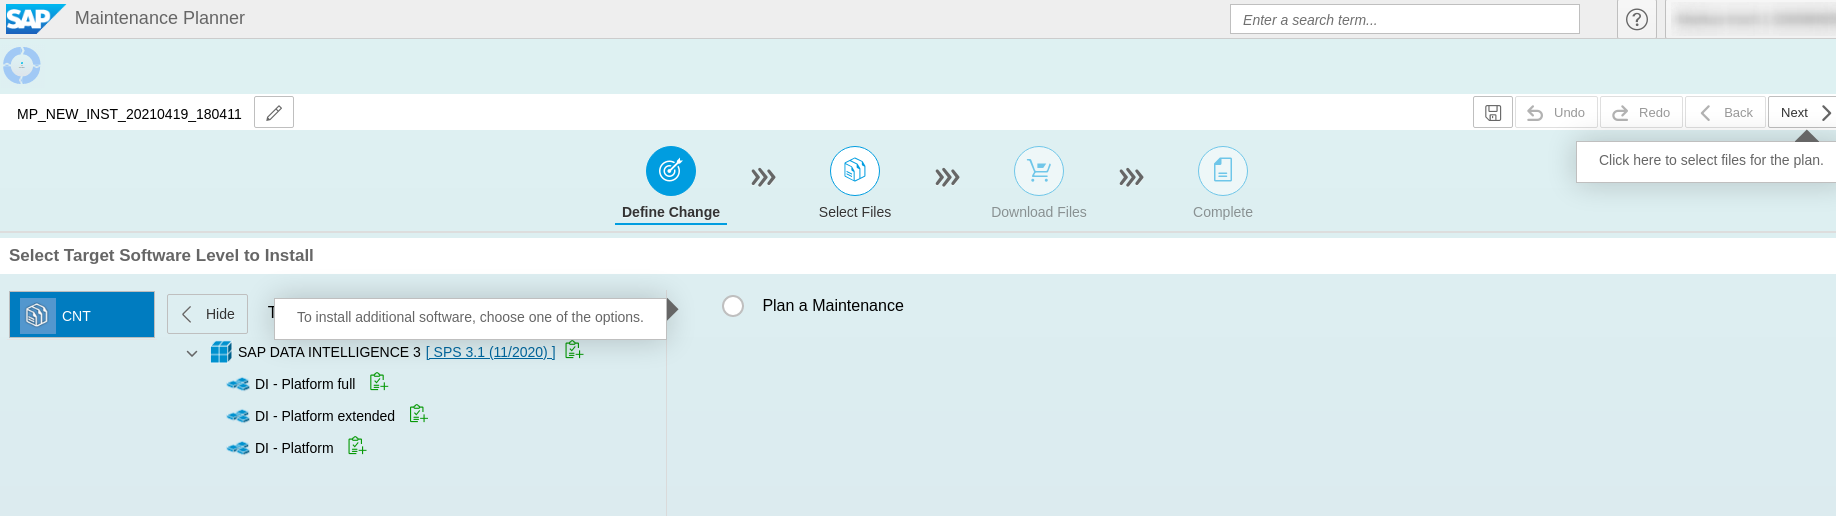 SAP Maintenance Planner
Enter a search term...
MP_NEW_INST_20210419_180411
Undo
Redo
Back
Next
Click here to select files for the plan.
Define Change
Select Files
Download Files
Complete
Select Target Software Level to Install
CNT
Hide
T
To install additional software, choose one of the options.
Plan a Maintenance
SAP DATA INTELLIGENCE 3 [ SPS 3.1 (11/2020) ]
DI - Platform full
DI - Platform extended
DI - Platform